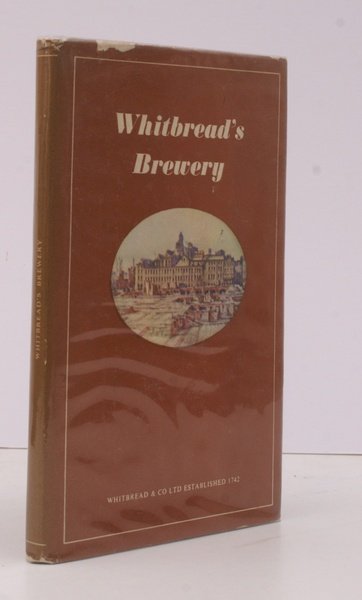 Whitbread's
Brewery
WHITBREAD & CO LTD ESTABLISHED 1742
WHITBREAD'S BREWERY